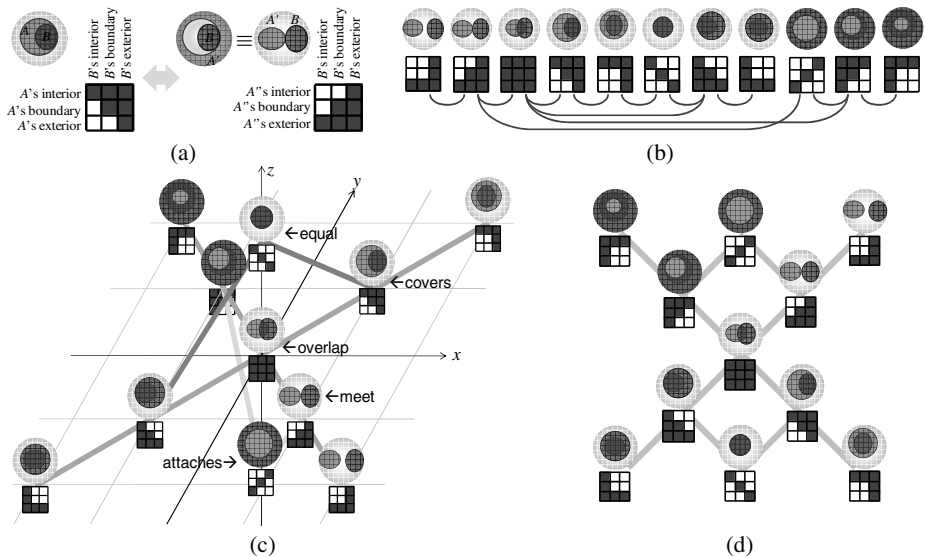 A
B
B's interior
B's boundary
B's exterior
A's interior
A's boundary
A's exterior
B
A'
≡
A'
B
B's interior
B's boundary
B's exterior
A''s interior
A''s boundary
A''s exterior
(a)
(b)
z
y
←equal
←covers
←overlap
x
←meet
attaches→
(c)
(d)